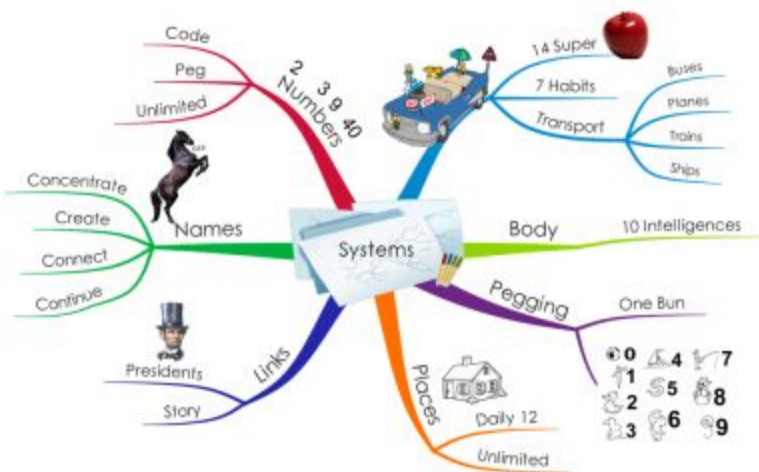 Systems
Numbers
2 3 9 40
Code
Peg
Unlimited
14 Super
7 Habits
Transport
Buses
Planes
Trains
Ships
Body
10 Intelligences
Pegging
One Bun
0 4 7
1
2 5 8
3 6 9
Places
Daily 12
Unlimited
Links
Presidents
Story
Names
Concentrate
Create
Connect
Continue